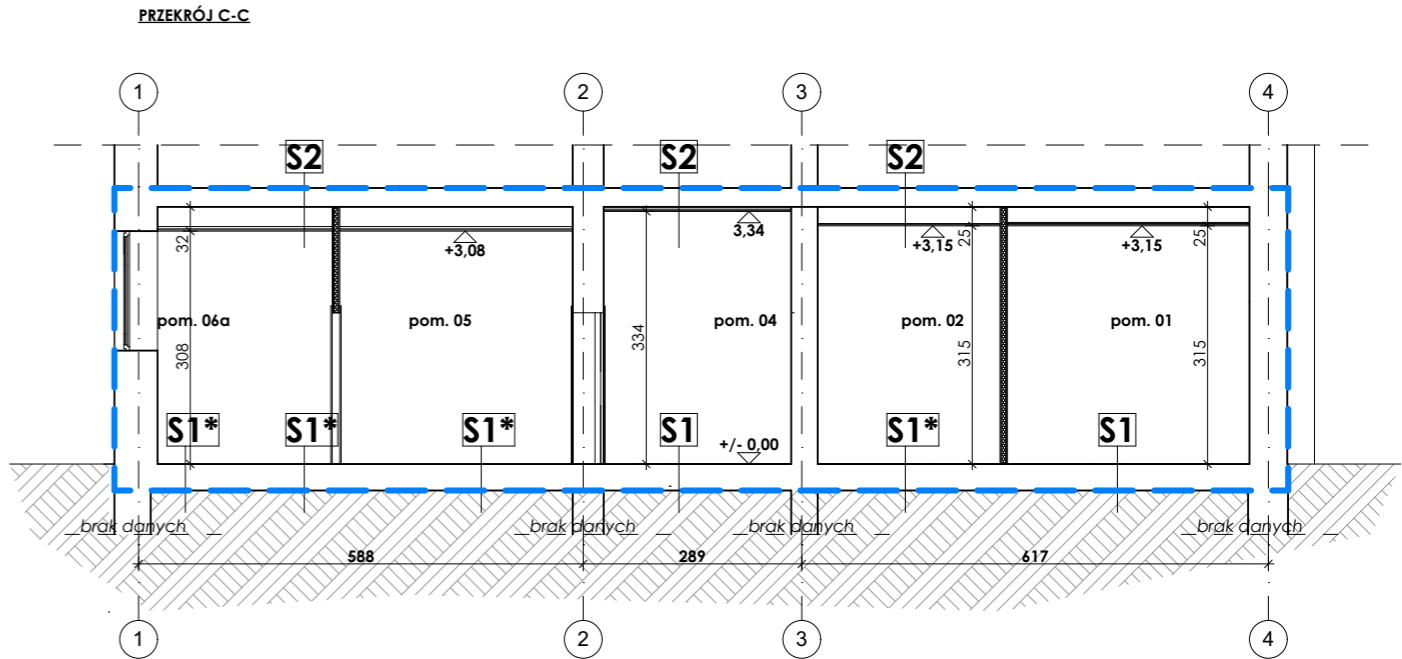 PRZEKRÓJ C-C
1 2 3 4
S2 S2 S2
32 +3,08 3,34 +3,15 25 +3,15 25
pom. 06a pom. 05 pom. 04 pom. 02 pom. 01
308 334 315 315
S1* S1* S1* S1 +/- 0,00 S1* S1
brak danych brak danych brak danych brak danych
588 289 617
1 2 3 4